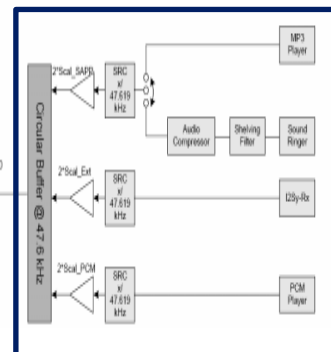 MP3
Player
2*Scal_SAPP
SRC
x/
47.619
kHz
Audio
Compressor
Shelving
Filter
Sound
Ringer
Circular Buffer @ 47.6 kHz
2*Scal_Ext
SRC
x/
47.619
kHz
I2Sy-Rx
2*Scal_PCM
SRC
x/
47.619
kHz
PCM
Player